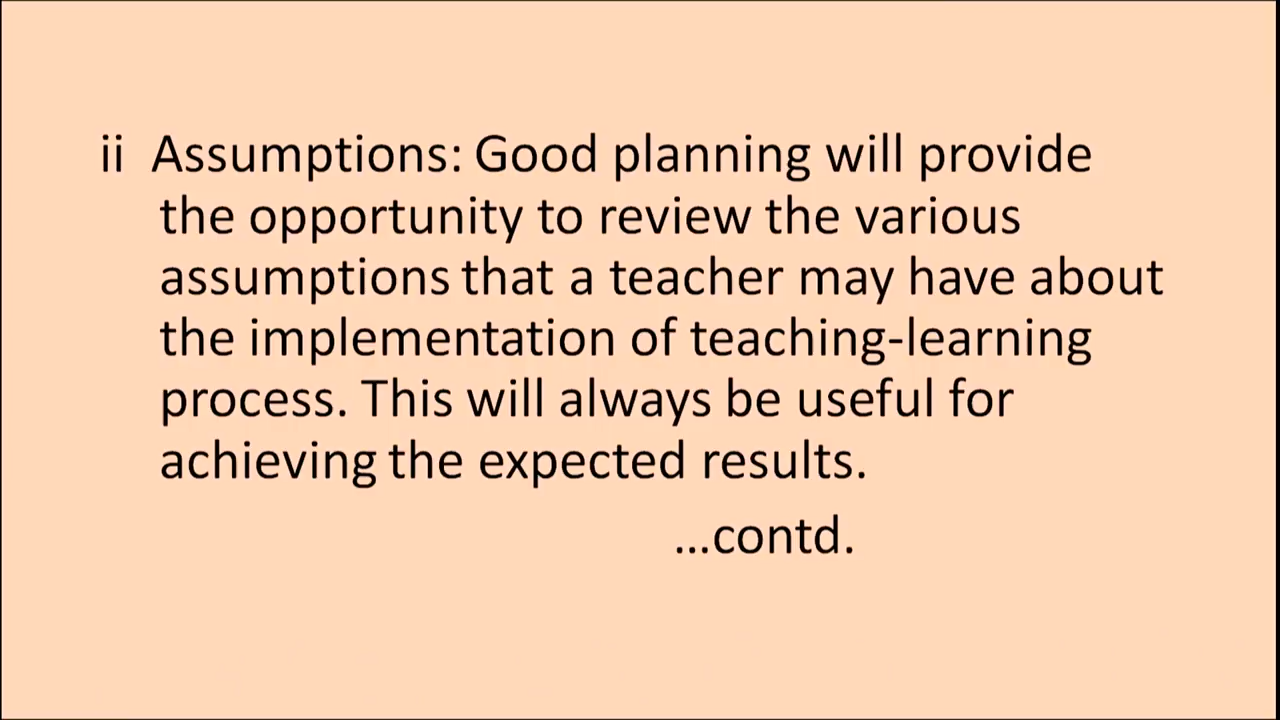 ii Assumptions: Good planning will provide
the opportunity to review the various
assumptions that a teacher may have about
the implementation of teaching-learning
process. This will always be useful for
achieving the expected results.
...contd.